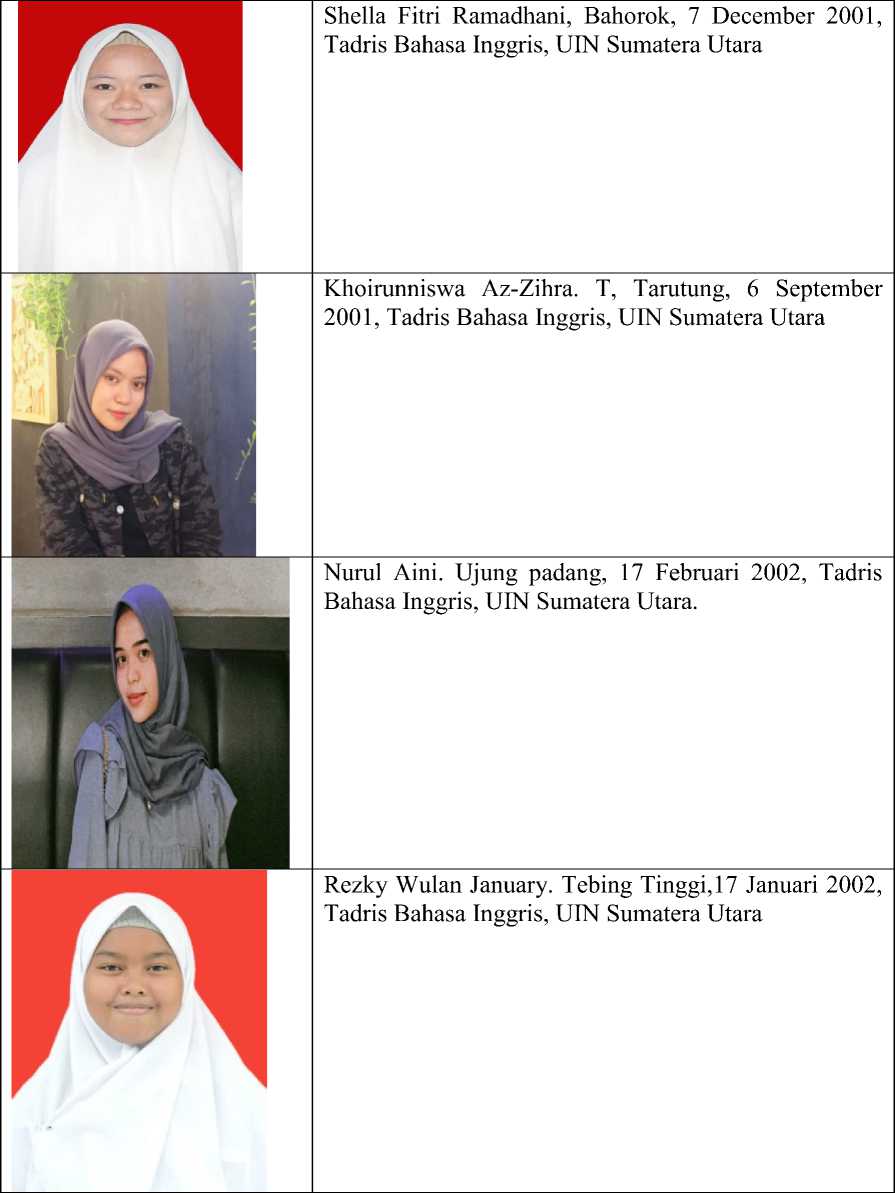 Shella Fitri Ramadhani, Bahorok, 7 December 2001,
Tadris Bahasa Inggris, UIN Sumatera Utara
Khoirunniswa Az-Zihra. T, Tarutung, 6 September
2001, Tadris Bahasa Inggris, UIN Sumatera Utara
Nurul Aini. Ujung padang, 17 Februari 2002, Tadris
Bahasa Inggris, UIN Sumatera Utara.
Rezky Wulan January. Tebing Tinggi,17 Januari 2002,
Tadris Bahasa Inggris, UIN Sumatera Utara